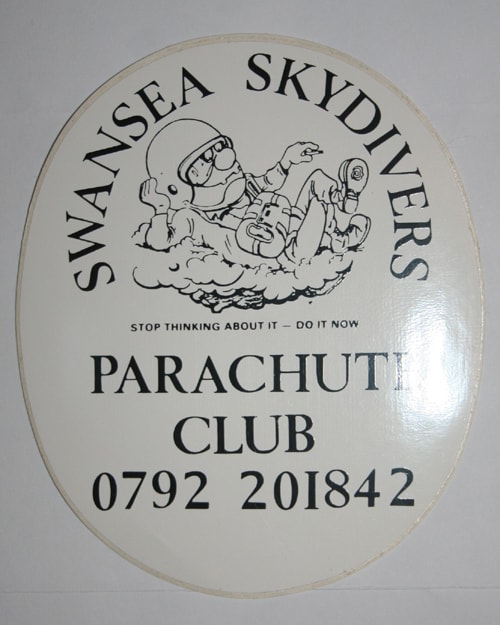 SWANSEA SKYDIVERS
STOP THINKING ABOUT IT – DO IT NOW
PARACHUTE
CLUB
0792 201842